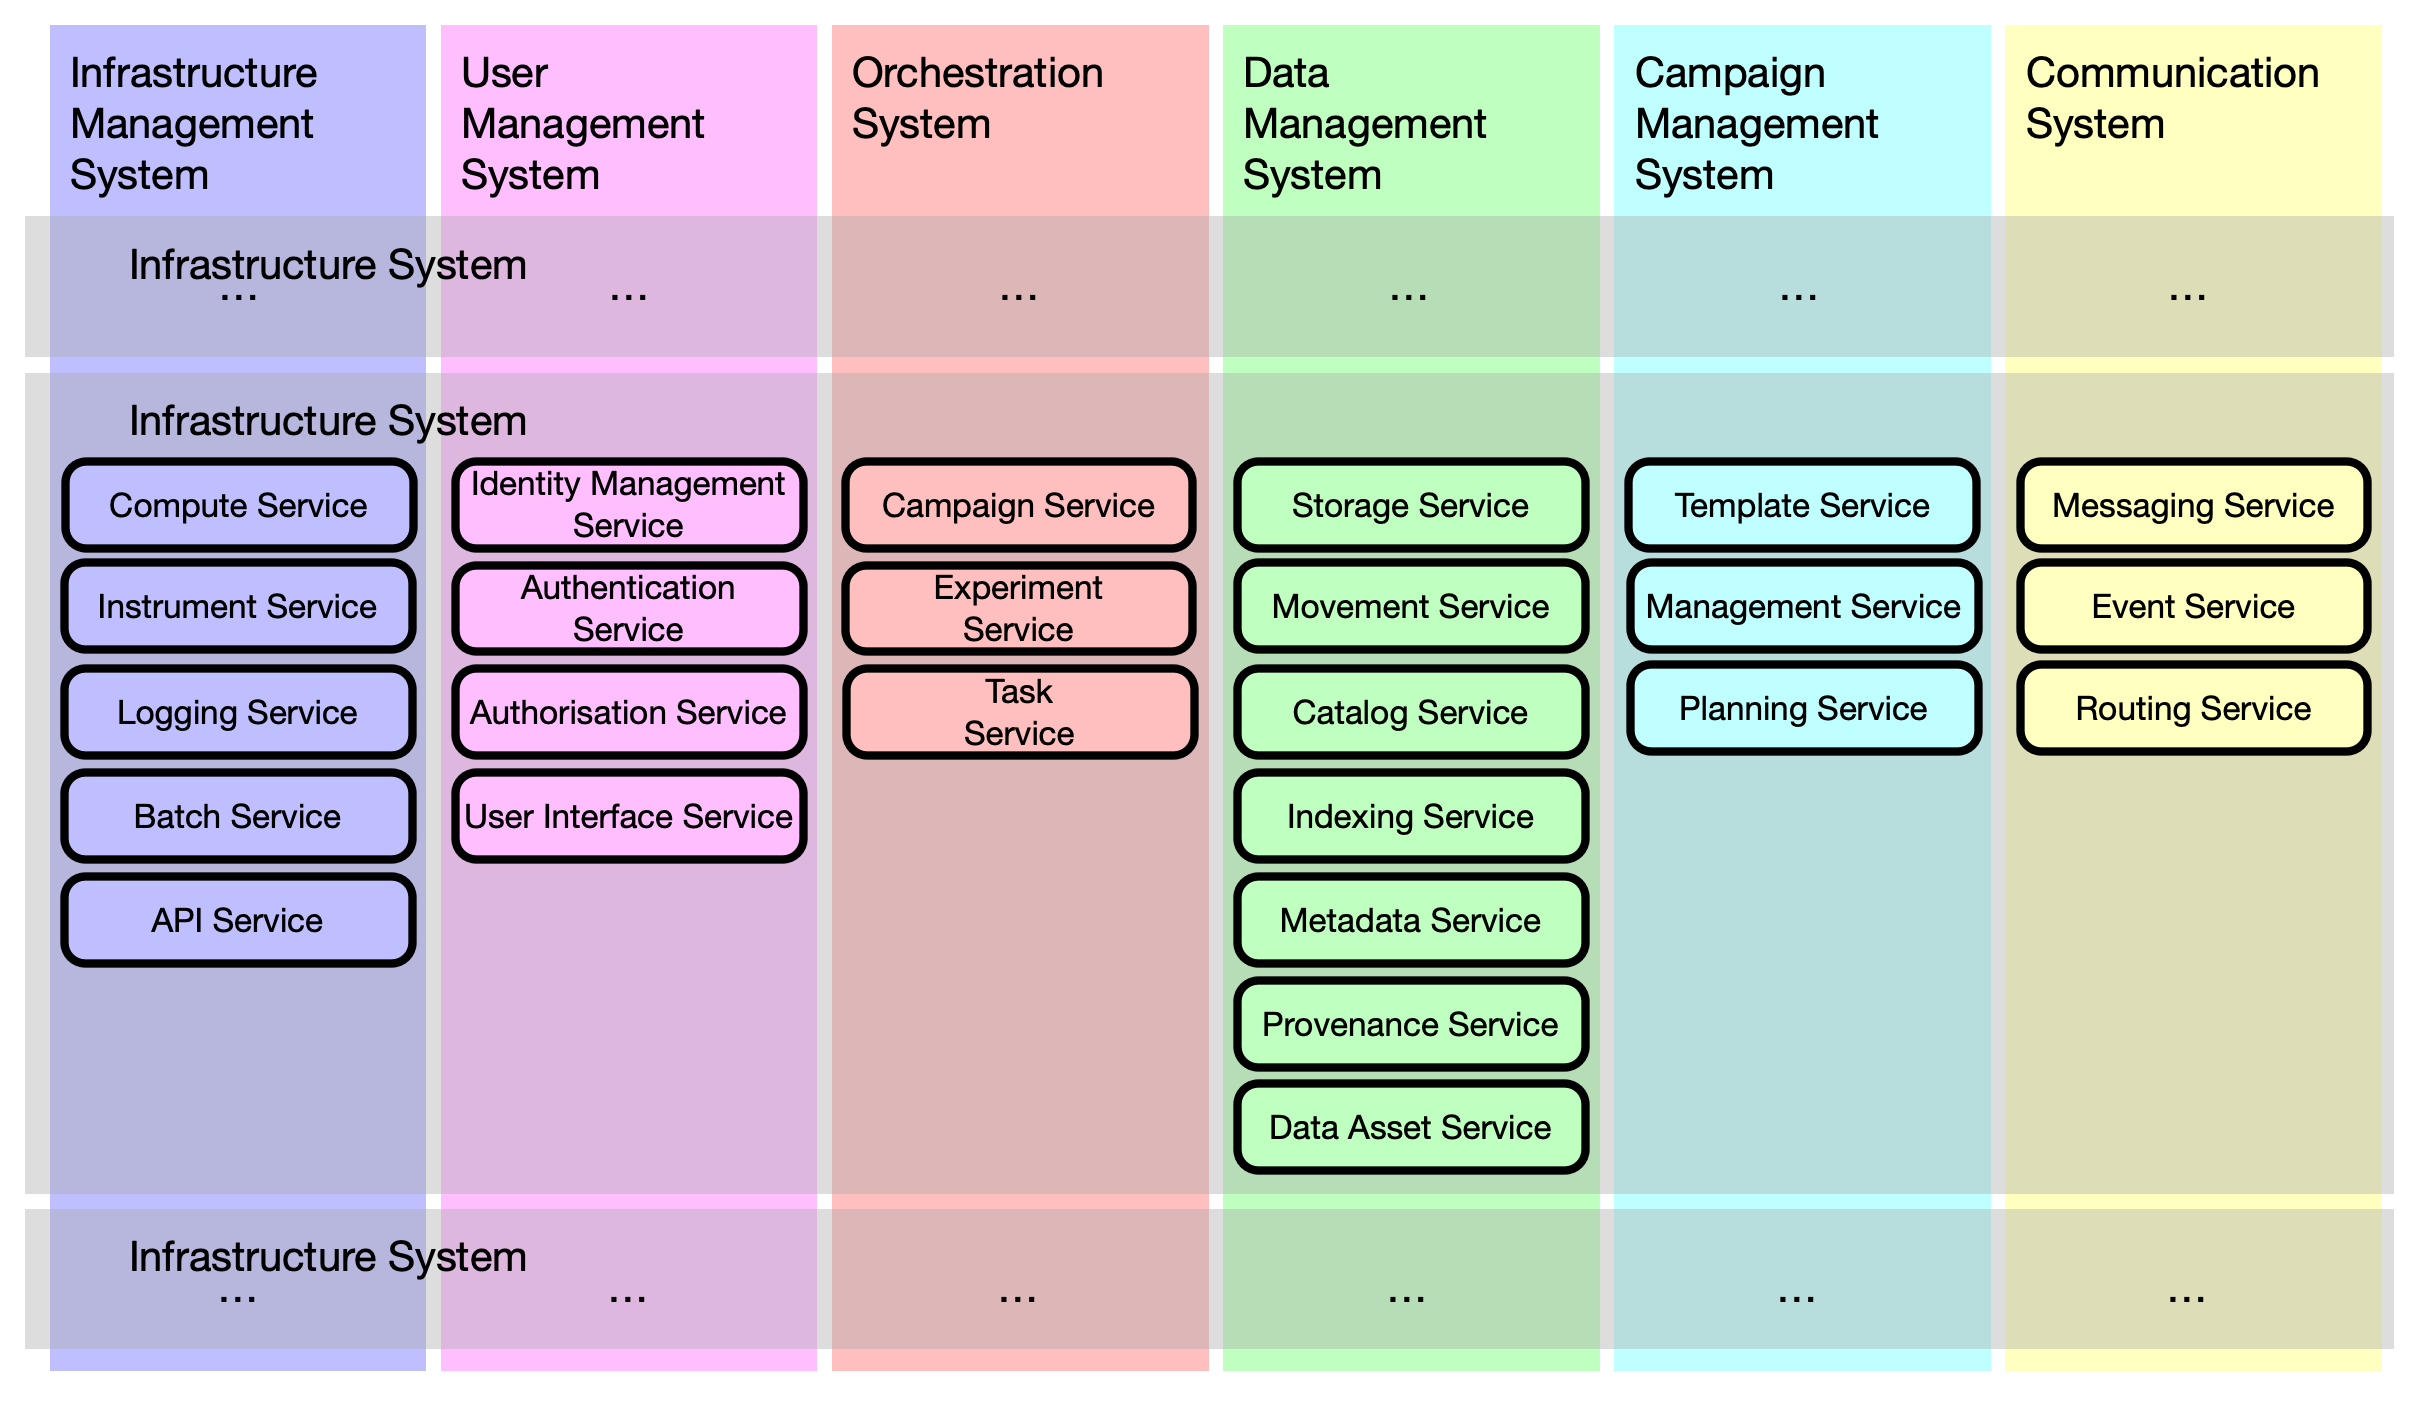 Infrastructure
Management
System
User
Management
System
Orchestration
System
Data
Management
System
Campaign
Management
System
Communication
System
Infrastructure System
...
...
...
...
...
...
Infrastructure System
Compute Service
Instrument Service
Logging Service
Batch Service
API Service
Identity Management
Service
Authentication
Service
Authorisation Service
User Interface Service
Campaign Service
Experiment
Service
Task
Service
Storage Service
Movement Service
Catalog Service
Indexing Service
Metadata Service
Provenance Service
Data Asset Service
Template Service
Management Service
Planning Service
Messaging Service
Event Service
Routing Service
Infrastructure System
...
...
...
...
...
...